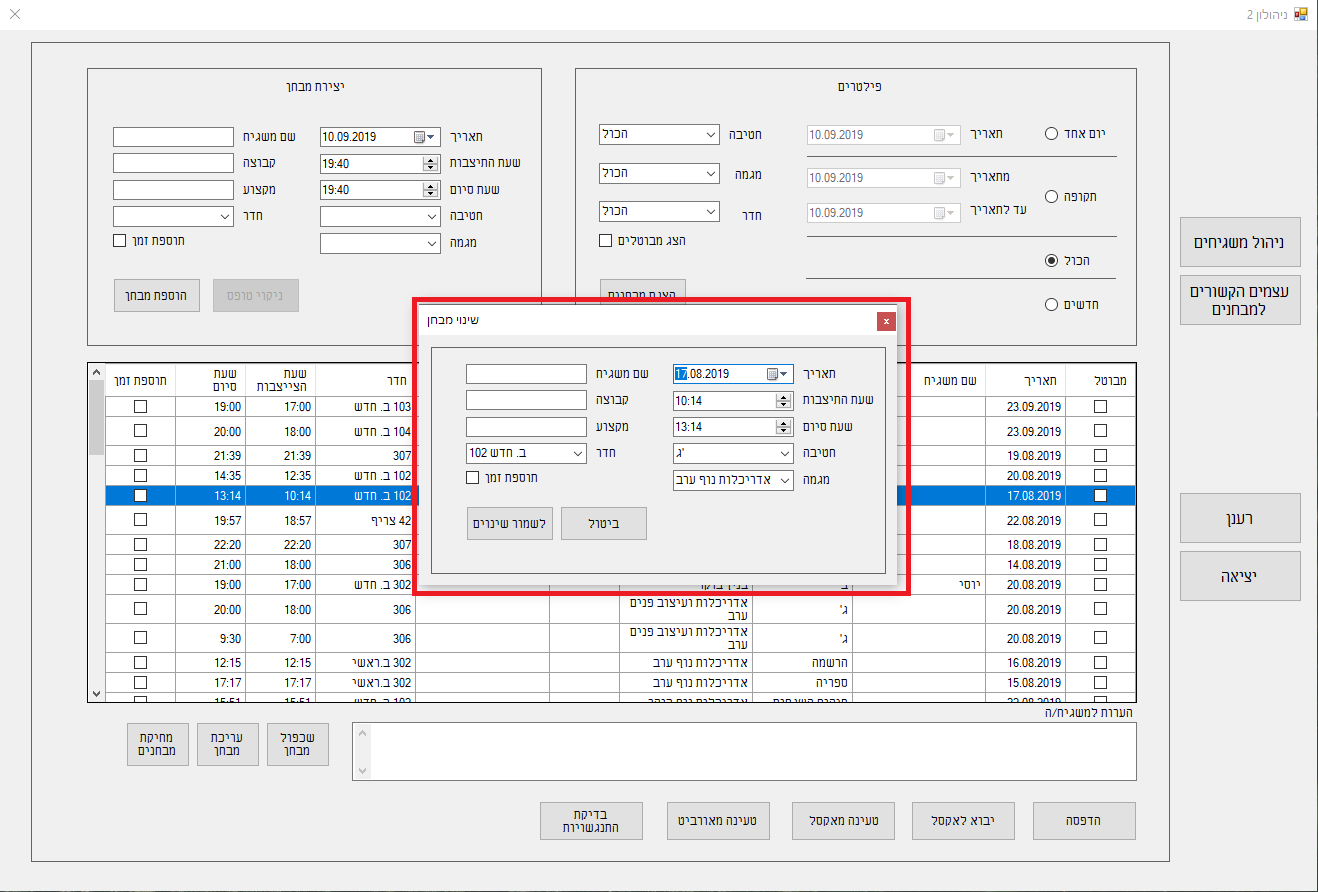 ניהולון 2
יצירת מבחן
תאריך 10.09.2019 שם משגיח
שעת החיצבות 19:40 קבוצה
שעת סיום 19:40 מקצוע
חטיבה חדר
מגמה תוספת זמן
ניקוי טופס הוספת מבחן
פילטרים
יום אחד תאריך 10.09.2019 חטיבה הכול
תקופה מתאריך 10.09.2019 מגמה הכול
עד לתאריך 10.09.2019 חדר הכול
הצג מבוטלים
הכול
חדשים
ניהול משגיחים
עצמים הקשורים
למבחנים
רענן
יציאה
שינוי מבחן
x
תאריך 17.08.2019 שם משגיח
שעת החיצבות 10:14 קבוצה
שעת סיום 13:14 מקצוע
חטיבה ג' חדר 102 ב. חדש
מגמה אדריכלות נוף ערב תוספת זמן
ביטול לשמור שינוים
מבוטל תאריך שם משגיח חדר שעת הצייצבות שעת סיום תוספת זמן
23.09.2019 103 ב. חדש 17:00 19:00
23.09.2019 104 ב. חדש 18:00 20:00
19.08.2019 307 21:39 21:39
20.08.2019 102 ב. חדש 12:35 14:35
17.08.2019 102 ב. חדש 10:14 13:14
22.08.2019 42 צריף 18:57 19:57
18.08.2019 307 22:20 22:20
14.08.2019 306 18:00 21:00
20.08.2019 יוסי 302 ב. חדש 17:00 19:00
20.08.2019 ג' אדריכלות ועיצוב פנים ערב 306 18:00 20:00
20.08.2019 ג' אדריכלות ועיצוב פנים ערב 306 7:00 9:30
16.08.2019 הרשמה אדריכלות נוף ערב 302 ב.ראשי 12:15 12:15
15.08.2019 ספריה אדריכלות נוף ערב 302 ב.ראשי 17:17 17:17
הערות למשגיח/ה
שכפול
מבחן
עריכת
מבחן
מחיקת
מבחנים
הדפסה
יבוא לאקסל
טעינה מאקסל
טעינה מאורביט
בדיקת
התנגשויות